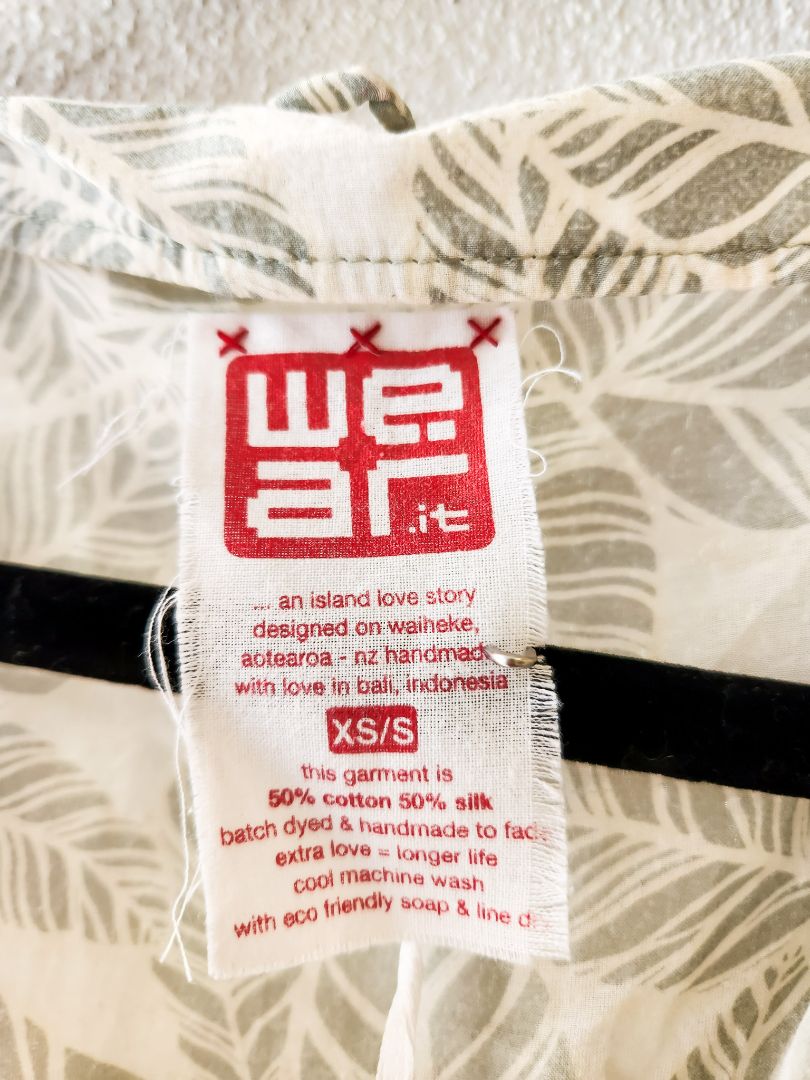 we
ar.it
... an island love story
designed on waiheke,
aotearoa - nz handmad
with love in bali, indonesia
XS/S
this garment is
50% cotton 50% silk
batch dyed & handmade to fade
extra love = longer life
cool machine wash
with eco friendly soap & line d